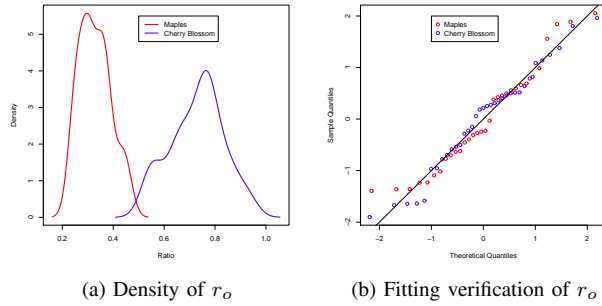 Maples
Cherry Blossom
Density
0 1 2 3 4 5
0.2 0.4 0.6 0.8 1.0
Ratio
(a) Density of r_o
Maples
Cherry Blossom
Sample Quantiles
-2 -1 0 1 2
-2 -1 0 1 2
Theoretical Quantiles
(b) Fitting verification of r_o